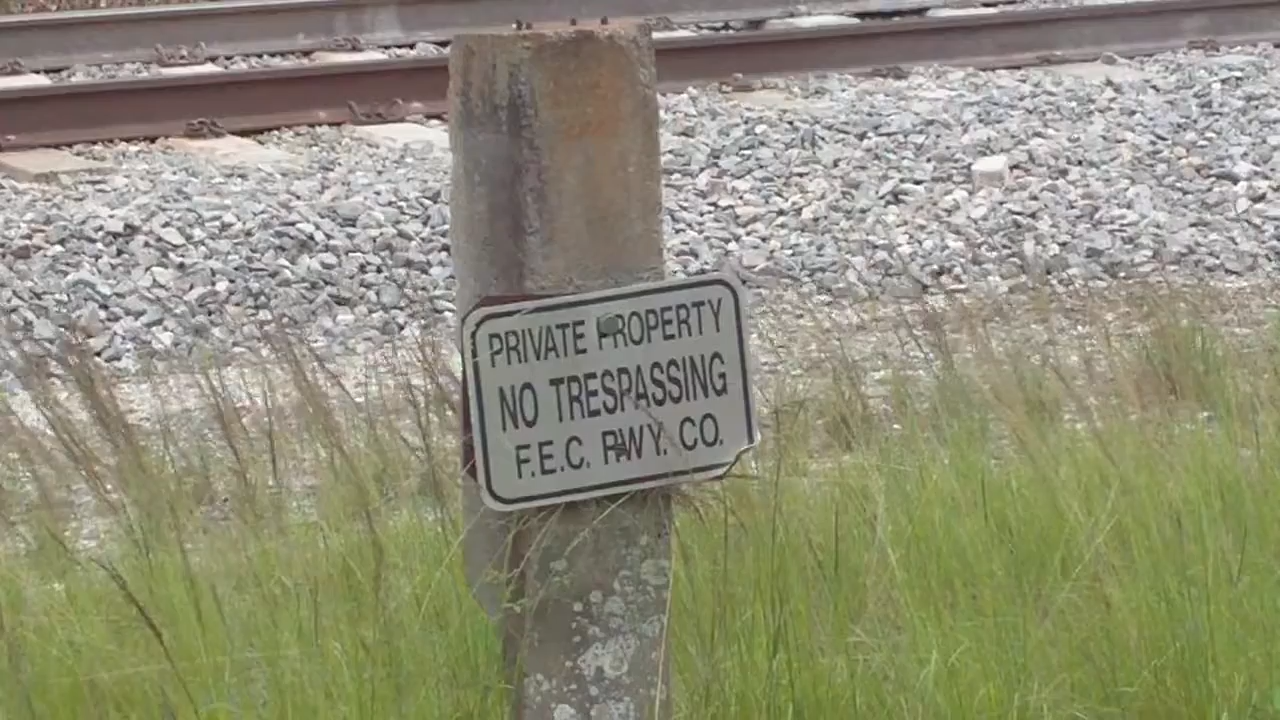 PRIVATE PROPERTY
NO TRESPASSING
F.E.C. RWY. CO.